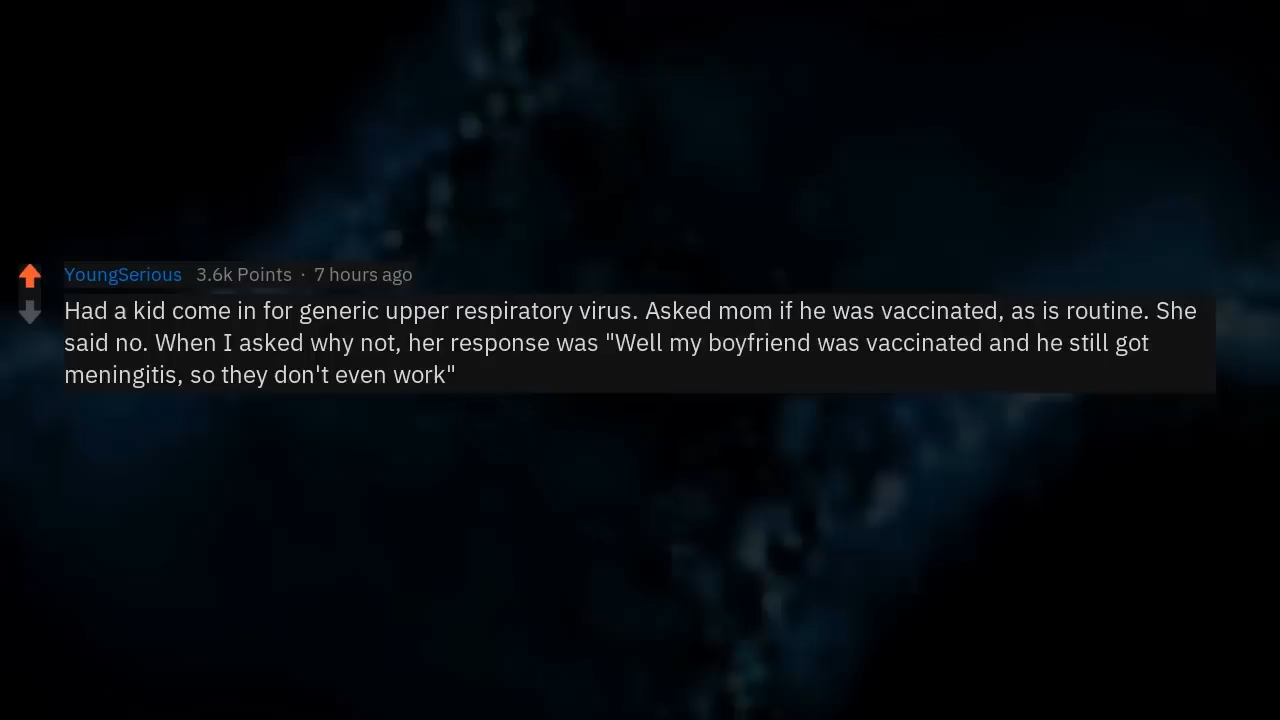 YoungSerious 3.6k Points · 7 hours ago
Had a kid come in for generic upper respiratory virus. Asked mom if he was vaccinated, as is routine. She
said no. When I asked why not, her response was "Well my boyfriend was vaccinated and he still got
meningitis, so they don't even work"